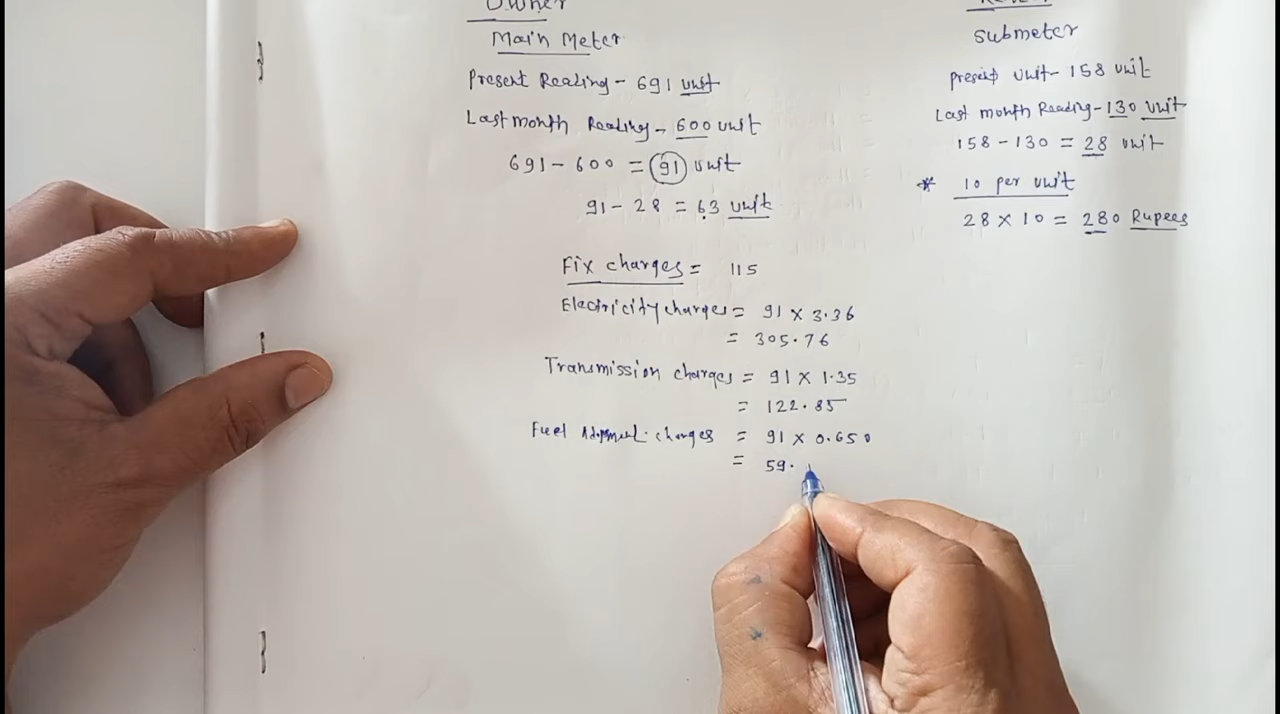 Owner
Main Meter
Present Reading - 691 unit
Last month Reading - 600 unit
691 - 600 = 91 unit
91 - 28 = 63 unit
Fix charges = 115
Electricity charges = 91 × 3.36
= 305.76
Transmission charges = 91 × 1.35
= 122.85
Fuel charges = 91 × 0.650
= 59.
Submeter
Present unit - 158 unit
Last month Reading - 130 unit
158 - 130 = 28 unit
* 10 per unit
28 × 10 = 280 Rupees